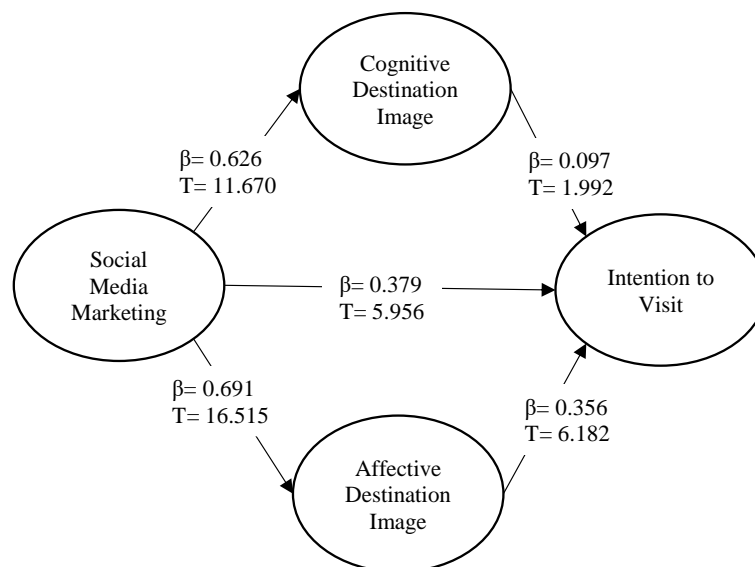 Cognitive
Destination
Image
β= 0.626
T= 11.670
β= 0.097
T= 1.992
Social
Media
Marketing
β= 0.379
T= 5.956
Intention to
Visit
β= 0.691
T= 16.515
β= 0.356
T= 6.182
Affective
Destination
Image